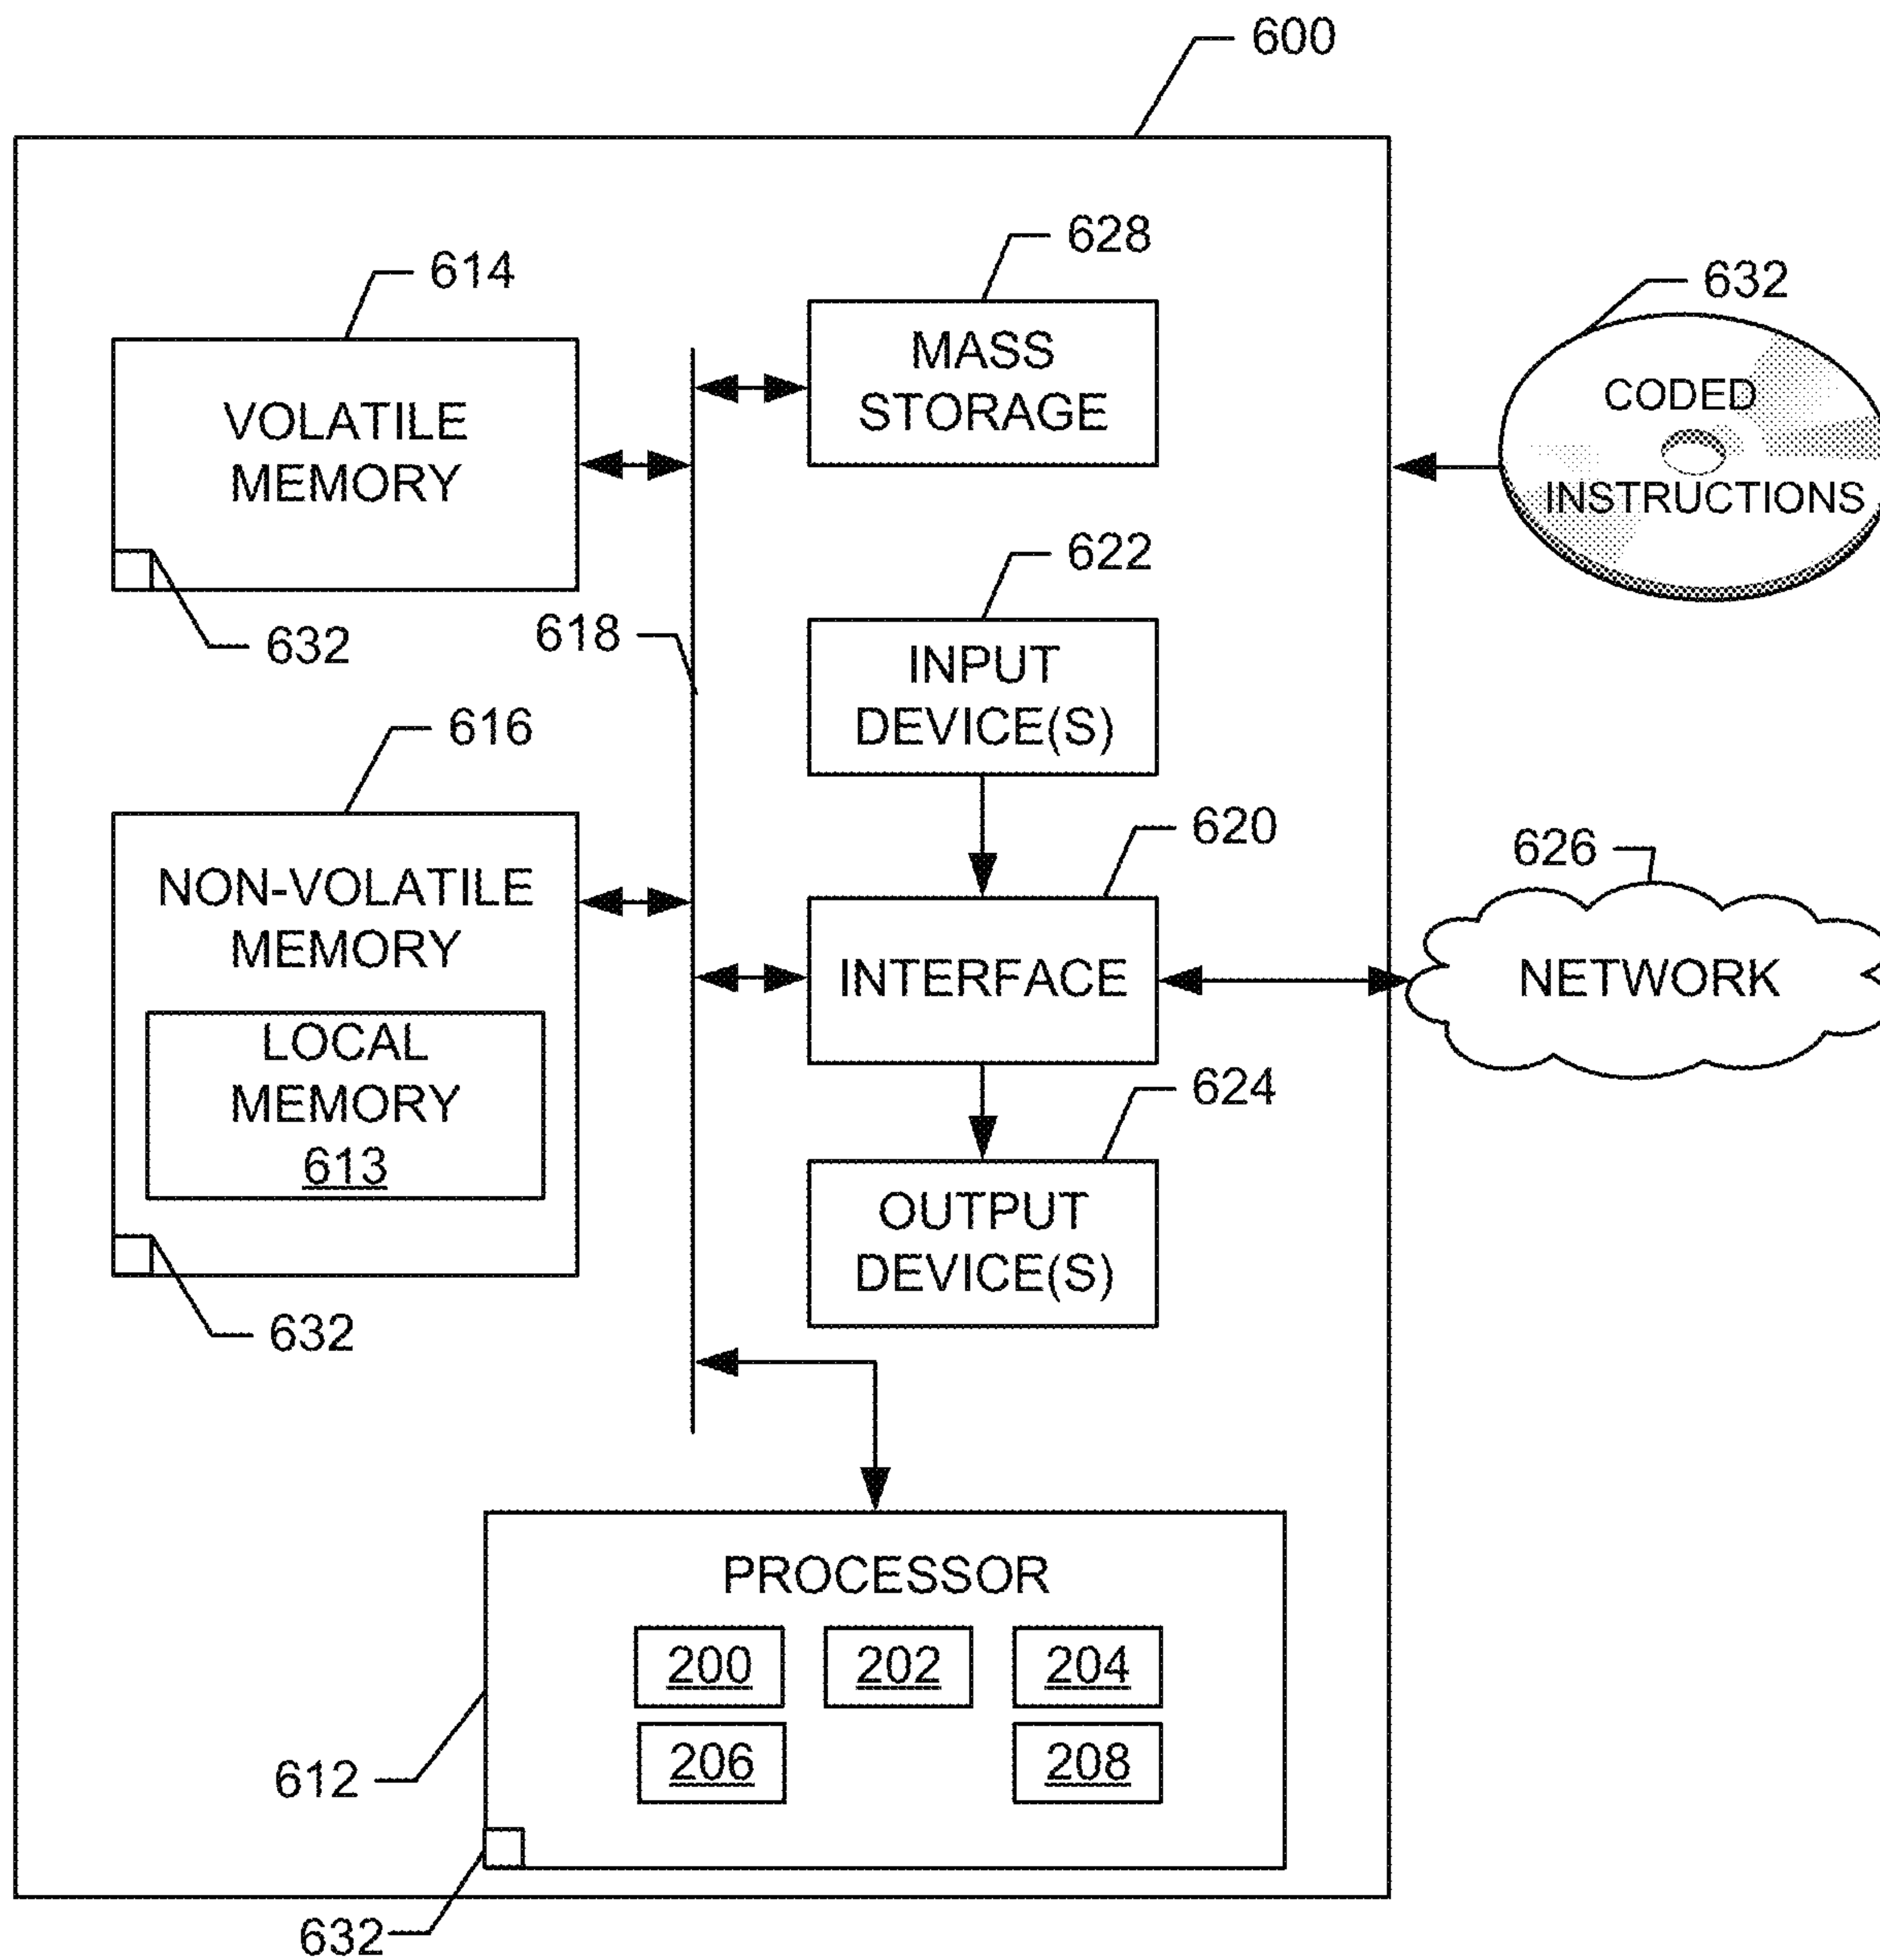 600
628
614
632
MASS
STORAGE
CODED
INSTRUCTIONS
VOLATILE
MEMORY
622
632
618
INPUT
DEVICE(S)
616
620
626
NON-VOLATILE
MEMORY
INTERFACE
NETWORK
LOCAL
MEMORY
613
624
OUTPUT
DEVICE(S)
632
PROCESSOR
200 202 204
206 208
612
632